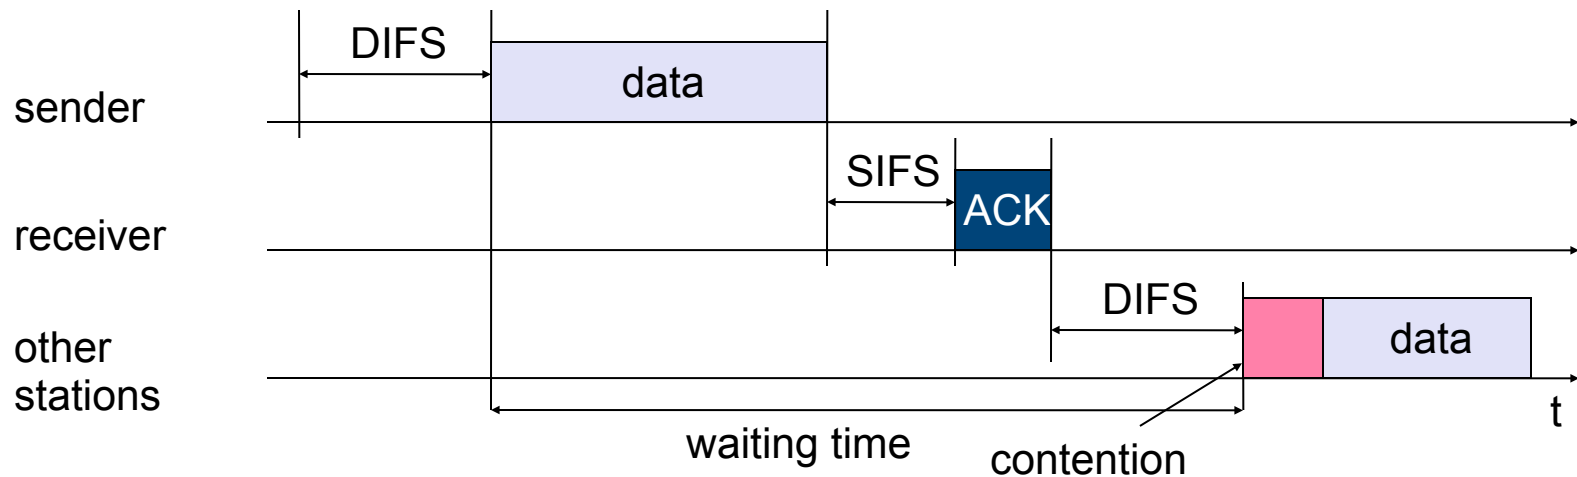 DIFS
data
sender
SIFS
ACK
receiver
DIFS
other
stations
data
t
waiting time
contention